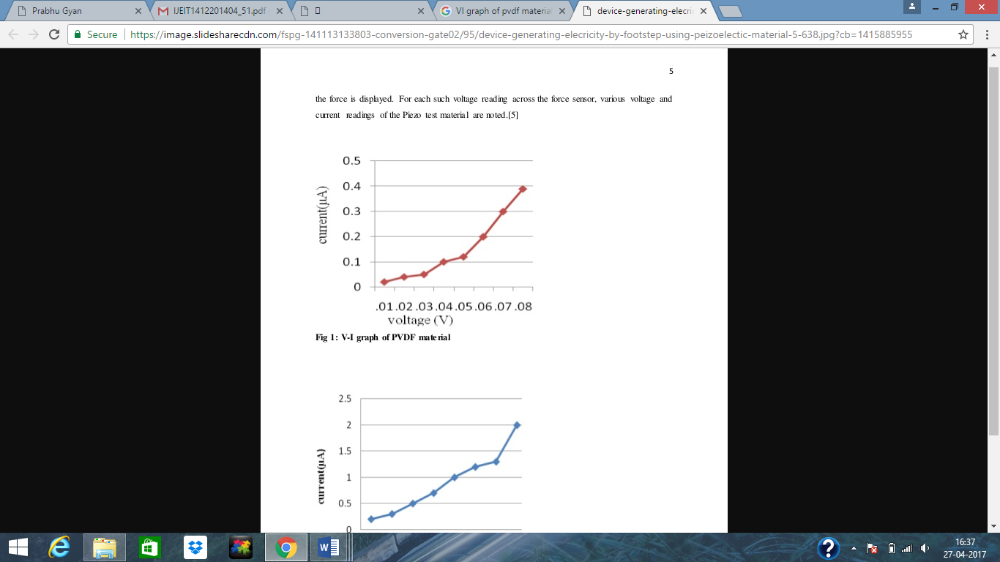 Prabhu Gyan
IJEIT1412201404_51.pdf
VI graph of pvdf materia
device-generating-elecri
Secure
https://image.slidesharecdn.com/fspg-141113133803-conversion-gate02/95/device-generating-elecricity-by-footstep-using-peizoelectic-material-5-638.jpg?cb=1415885955
5
the force is displayed. For each such voltage reading across the force sensor, various voltage and
current readings of the Piezo test material are noted.[5]
0.5
0.4
0.3
0.2
0.1
0
current(µA)
.01 .02 .03 .04 .05 .06 .07 .08
voltage (V)
Fig 1: V-I graph of PVDF material
2.5
2
1.5
1
0.5
0
current(µA)
16:37
27-04-2017